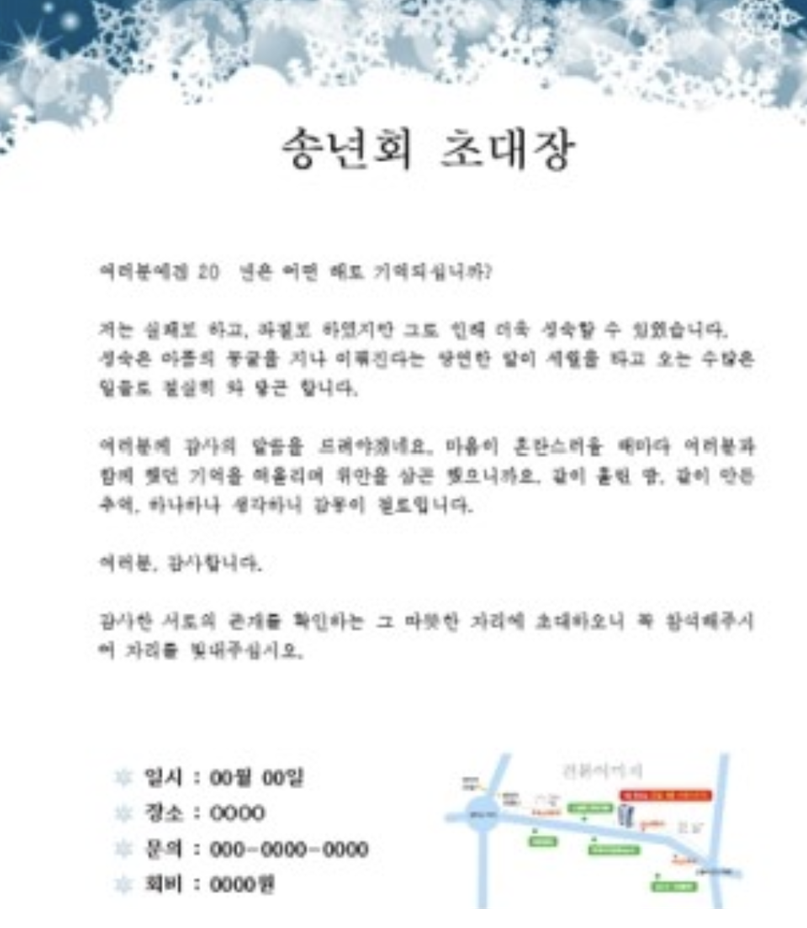 송년회 초대장
여러분에겐 20 년은 어떤 해로 기억되십니까?
저는 실패도 하고, 좌절도 하였지만 그로 인해 더욱 성숙할 수 있었습니다.
성숙은 아픔의 동굴을 지나 이뤄진다는 당연한 앎이 세월을 타고 오는 수많은
일들로 절실히 와 닿곤 합니다.
여러분께 감사의 말씀을 드려야겠네요. 마음이 혼란스러울 때마다 여러분과
함께 했던 기억을 떠올리며 위안을 삼곤 했으니까요. 같이 흘린 땀, 같이 만든
추억, 하나하나 생각하니 감동이 절로입니다.
여러분, 감사합니다.
감사한 서로의 관계를 확인하는 그 따뜻한 자리에 초대하오니 꼭 참석해주시
어 자리를 빛내주십시오.
일시 : 00월 00일
장소 : OOOO
문의 : 000-0000-0000
회비 : 0000원